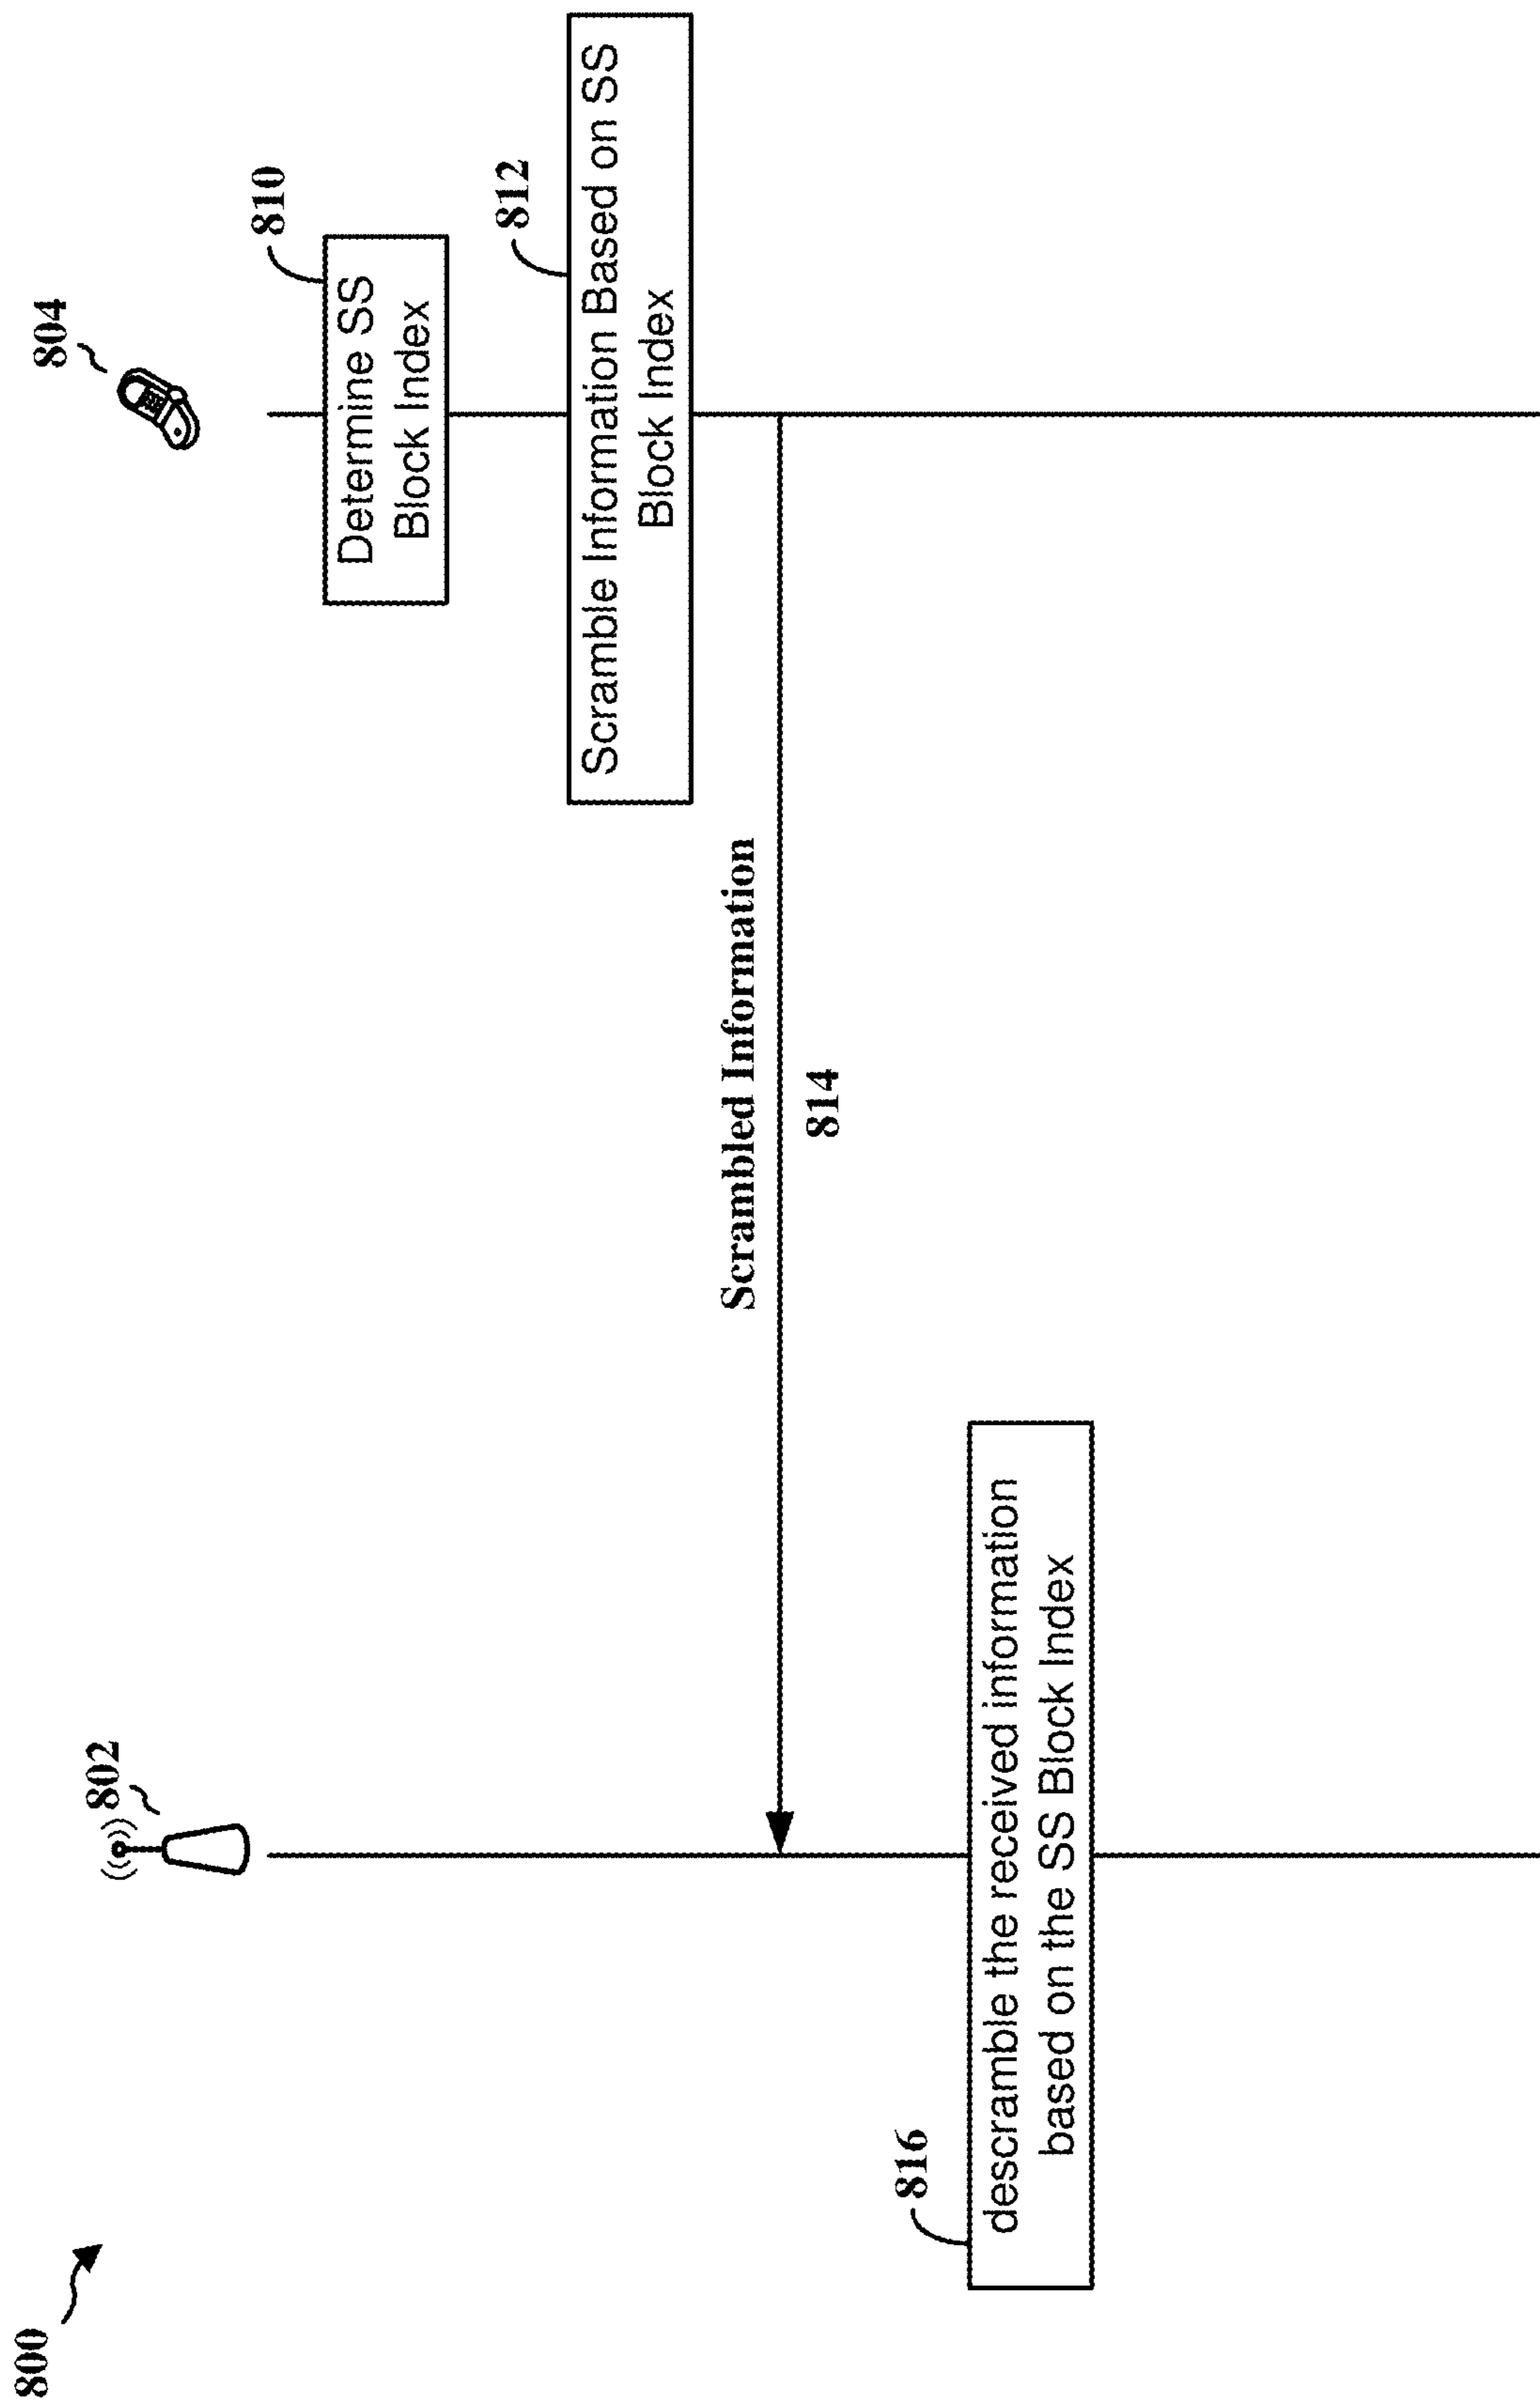 800
802
804
810
Determine SS
Block Index
812
Scramble Information Based on SS
Block Index
Scrambled Information
814
816
descramble the received information
based on the SS Block Index